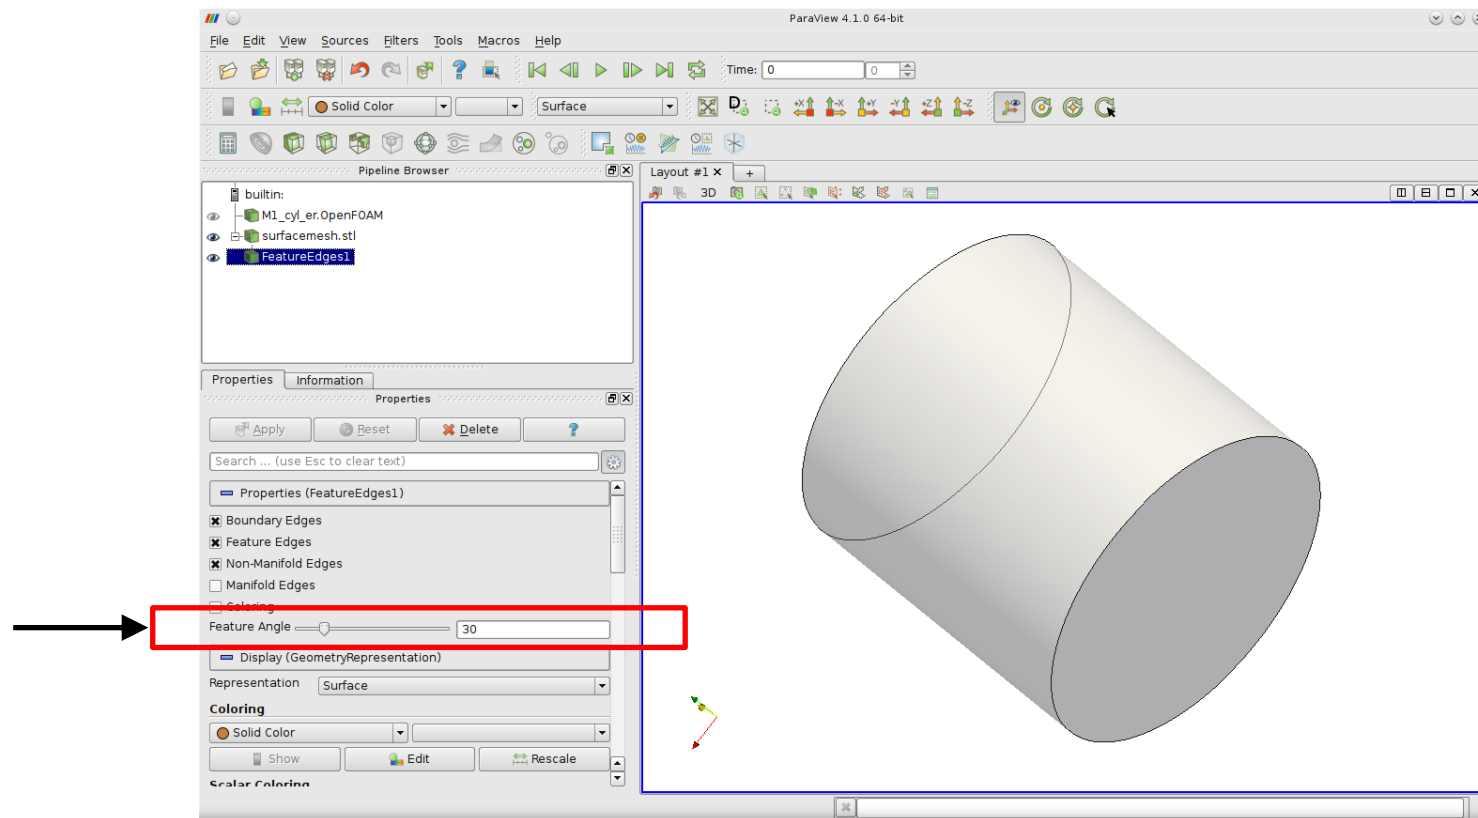 ParaView 4.1.0 64-bit
File Edit View Sources Filters Tools Macros Help
Time: 0 0
Solid Color Surface
D +X -X +Y -Y +Z -Z
Pipeline Browser
Layout #1 × +
3D
builtin:
M1_cyl_er.OpenFOAM
surfacemesh.stl
FeatureEdges1
Properties Information
Properties
Apply Reset Delete ?
Search ... (use Esc to clear text)
Properties (FeatureEdges1)
Boundary Edges
Feature Edges
Non-Manifold Edges
Manifold Edges
Coloring
Feature Angle 30
Display (GeometryRepresentation)
Representation Surface
Coloring
Solid Color
Show Edit Rescale
Scalar Coloring